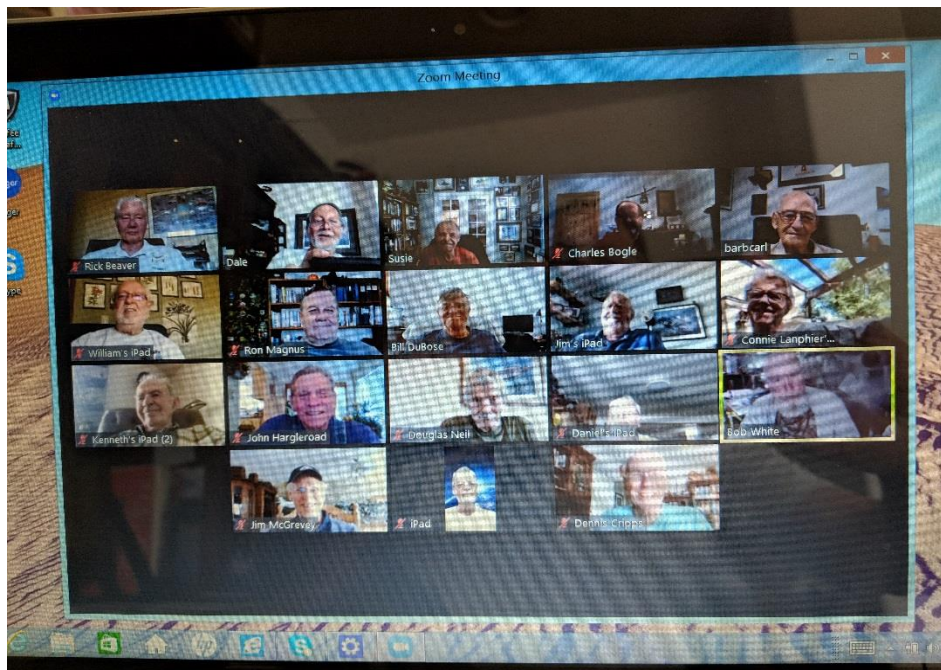 Zoom Meeting
Rick Beaver
Dale
Susie
Charles Bogle
barbcarl
William's iPad
Ron Magnus
Bill DuBose
Jim's iPad
Connie Lanphier'...
Kenneth's iPad (2)
John Hargleroad
Douglas Neil
Daniel's iPad
Bob White
Jim McGrevey
iPad
Dennis Cripps
hp